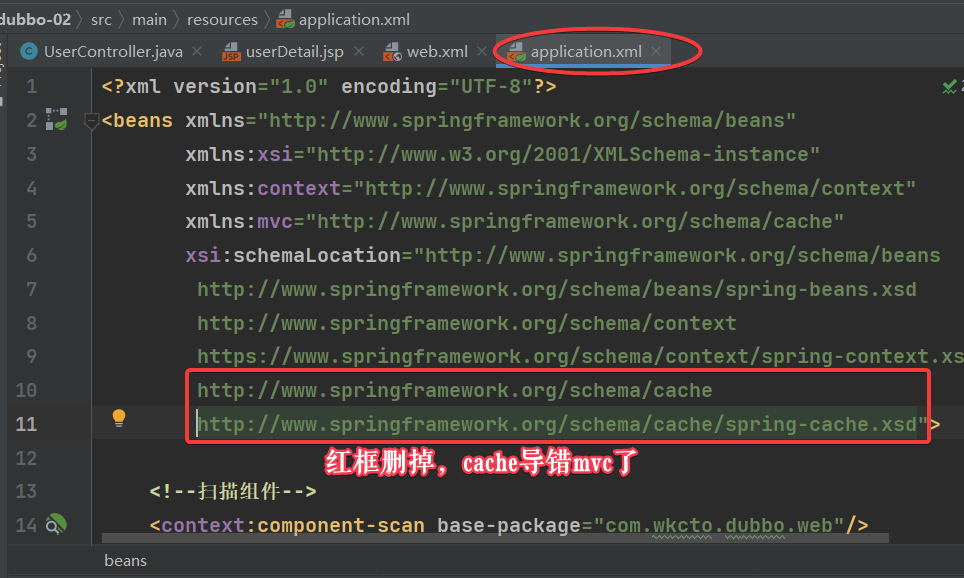 dubbo-02 › src › main › resources › application.xml
UserController.java × userDetail.jsp × web.xml × application.xml ×
1 <?xml version="1.0" encoding="UTF-8"?>
2 <beans xmlns="http://www.springframework.org/schema/beans"
3 xmlns:xsi="http://www.w3.org/2001/XMLSchema-instance"
4 xmlns:context="http://www.springframework.org/schema/context"
5 xmlns:mvc="http://www.springframework.org/schema/cache"
6 xsi:schemaLocation="http://www.springframework.org/schema/beans
7 http://www.springframework.org/schema/beans/spring-beans.xsd
8 http://www.springframework.org/schema/context
9 https://www.springframework.org/schema/context/spring-context.xs
10 http://www.springframework.org/schema/cache
11 http://www.springframework.org/schema/cache/spring-cache.xsd">
12 红框删掉，cache导错mvc了
13 <!--扫描组件-->
14 <context:component-scan base-package="com.wkcto.dubbo.web"/>
beans